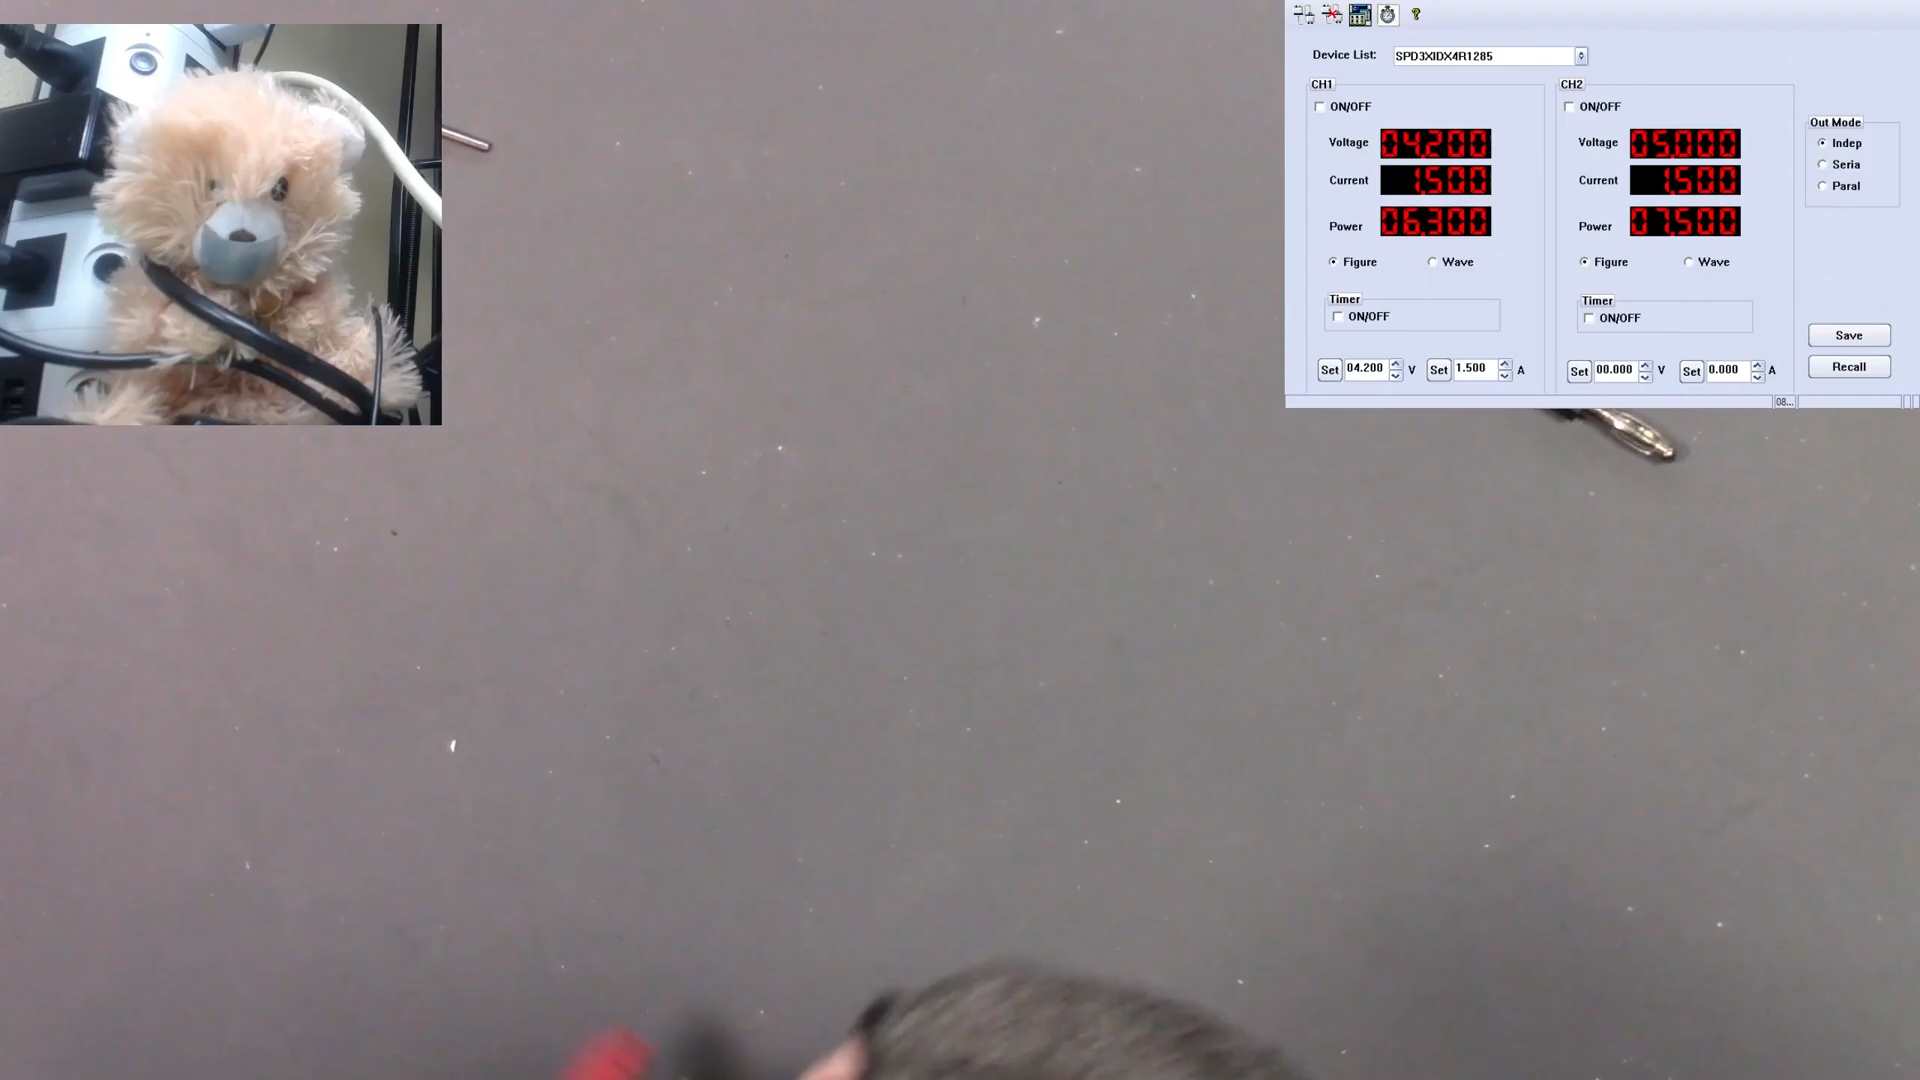 Device List: SPD3XIDX4R1285
CH1
ON/OFF
Voltage 04.200
Current 1.500
Power 06.300
Figure Wave
Timer
ON/OFF
Set 04.200 V Set 1.500 A
CH2
ON/OFF
Voltage 05.000
Current 1.500
Power 07.500
Figure Wave
Timer
ON/OFF
Set 00.000 V Set 0.000 A
Out Mode
Indep
Seria
Paral
Save
Recall
08...